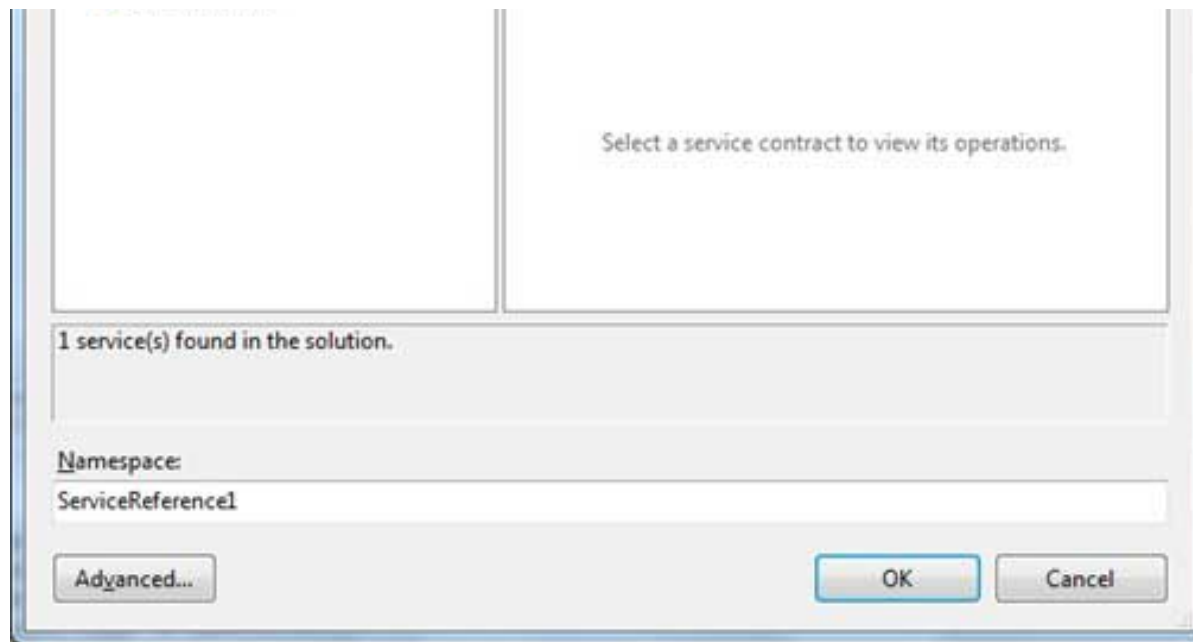 Select a service contract to view its operations.
1 service(s) found in the solution.
Namespace:
ServiceReference1
Advanced...
OK
Cancel